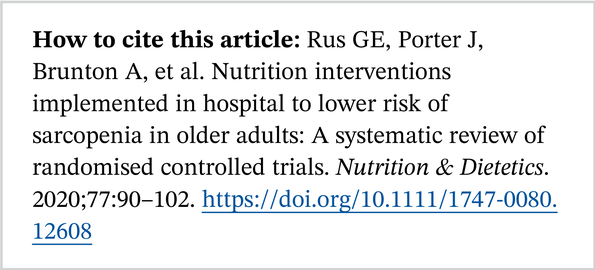 How to cite this article: Rus GE, Porter J,
Brunton A, et al. Nutrition interventions
implemented in hospital to lower risk of
sarcopenia in older adults: A systematic review of
randomised controlled trials. Nutrition & Dietetics.
2020;77:90–102. https://doi.org/10.1111/1747-0080.
12608